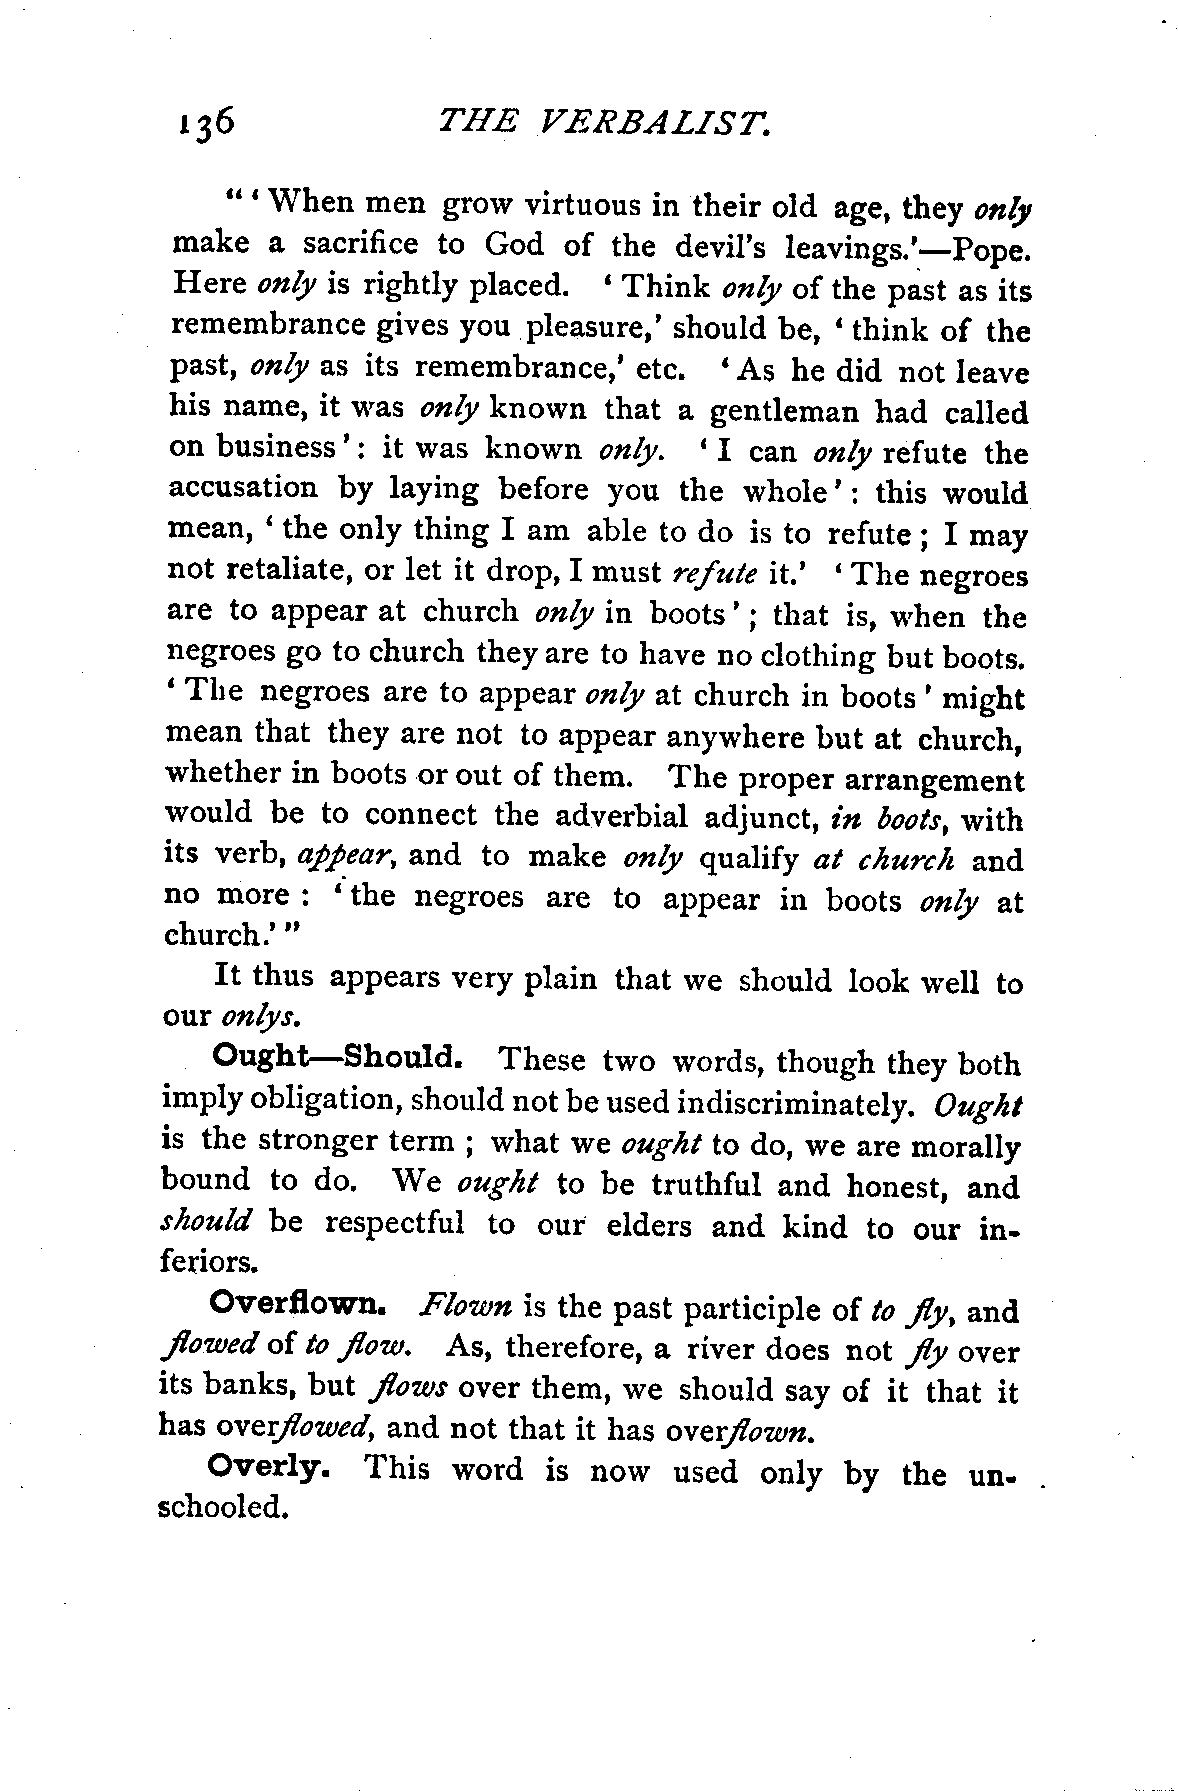 136 THE VERBALIST.
" ' When men grow virtuous in their old age, they only
make a sacrifice to God of the devil's leavings.'—Pope.
Here only is rightly placed. ' Think only of the past as its
remembrance gives you pleasure,' should be, ' think of the
past, only as its remembrance,' etc. ' As he did not leave
his name, it was only known that a gentleman had called
on business ' : it was known only. ' I can only refute the
accusation by laying before you the whole ' : this would
mean, ' the only thing I am able to do is to refute ; I may
not retaliate, or let it drop, I must refute it.' ' The negroes
are to appear at church only in boots ' ; that is, when the
negroes go to church they are to have no clothing but boots.
' The negroes are to appear only at church in boots ' might
mean that they are not to appear anywhere but at church,
whether in boots or out of them. The proper arrangement
would be to connect the adverbial adjunct, in boots, with
its verb, appear, and to make only qualify at church and
no more : ' the negroes are to appear in boots only at
church.' "
It thus appears very plain that we should look well to
our onlys.
Ought—Should. These two words, though they both
imply obligation, should not be used indiscriminately. Ought
is the stronger term ; what we ought to do, we are morally
bound to do. We ought to be truthful and honest, and
should be respectful to our elders and kind to our in-
feriors.
Overflown. Flown is the past participle of to fly, and
flowed of to flow. As, therefore, a river does not fly over
its banks, but flows over them, we should say of it that it
has overflowed, and not that it has overflown.
Overly. This word is now used only by the un-
schooled.